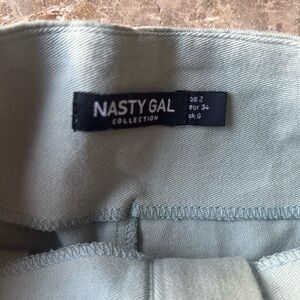 NASTY GAL
COLLECTION
US 2
eur 34
UK 6